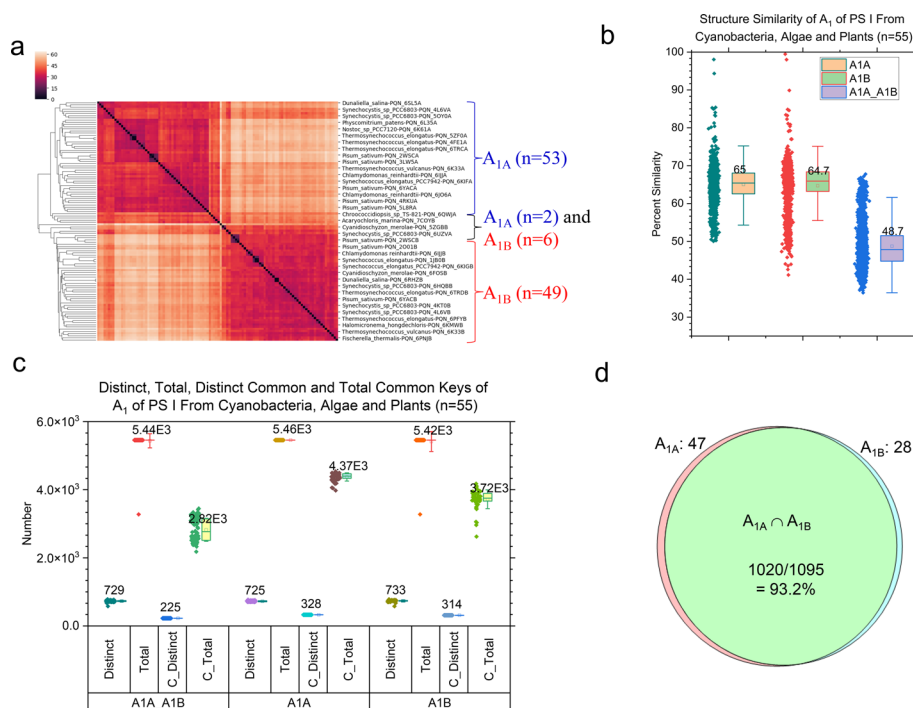 a
60
45
30
15
0
Dunaliella_salina-PQN_6SL5A
Synechocystis_sp_PCC6803-PQN_4L6VA
Synechocystis_sp_PCC6803-PQN_5OY0A
Physcomitrium_patens-PQN_6L35A
Nostoc_sp_PCC7120-PQN_6K61A
Thermosynechococcus_elongatus-PQN_5ZF0A
Thermosynechococcus_elongatus-PQN_4FE1A
Thermosynechococcus_elongatus-PQN_6TRCA
Pisum_sativum-PQN_2WSCA
Pisum_sativum-PQN_3LW5A
Thermosynechococcus_vulcanus-PQN_6K33A
Chlamydomonas_reinhardtii-PQN_6IJJA
Synechococcus_elongatus_PCC7942-PQN_6KIFA
Pisum_sativum-PQN_6YACA
Chlamydomonas_reinhardtii-PQN_6JO6A
Pisum_sativum-PQN_4RKUA
Pisum_sativum-PQN_5L8RA
Chroococcidiopsis_sp_TS-821-PQN_6QWJA
Acaryochloris_marina-PQN_7COYB
Cyanidioschyzon_merolae-PQN_5ZGBB
Synechocystis_sp_PCC6803-PQN_6UZVA
Pisum_sativum-PQN_2WSCB
Pisum_sativum-PQN_2O01B
Chlamydomonas_reinhardtii-PQN_6IJJB
Synechococcus_elongatus-PQN_1JB0B
Synechococcus_elongatus_PCC7942-PQN_6KIGB
Cyanidioschyzon_merolae-PQN_6FOSB
Dunaliella_salina-PQN_6RHZB
Synechocystis_sp_PCC6803-PQN_6HQBB
Thermosynechococcus_elongatus-PQN_6TRDB
Pisum_sativum-PQN_6YACB
Synechocystis_sp_PCC6803-PQN_4KT0B
Synechocystis_sp_PCC6803-PQN_4L6VB
Thermosynechococcus_elongatus-PQN_6PFYB
Halomicronema_hongdechloris-PQN_6KMWB
Thermosynechococcus_vulcanus-PQN_6K33B
Fischerella_thermalis-PQN_6PNJB
A1A (n=53)
A1A (n=2) and
A1B (n=6)
A1B (n=49)
b
Structure Similarity of A1 of PS I From
Cyanobacteria, Algae and Plants (n=55)
Percent Similarity
100
90
80
70
60
50
40
30
A1A
A1B
A1A_A1B
65
64.7
48.7
c
Distinct, Total, Distinct Common and Total Common Keys of
A1 of PS I From Cyanobacteria, Algae and Plants (n=55)
Number
6.0×10³
4.0×10³
2.0×10³
0.0
729
5.44E3
225
2.82E3
725
5.46E3
328
4.37E3
733
5.42E3
314
3.72E3
Distinct
Total
C_Distinct
C_Total
Distinct
Total
C_Distinct
C_Total
Distinct
Total
C_Distinct
C_Total
A1A A1B
A1A
A1B
d
A1A: 47
A1B: 28
A1A ∩ A1B
1020/1095
= 93.2%